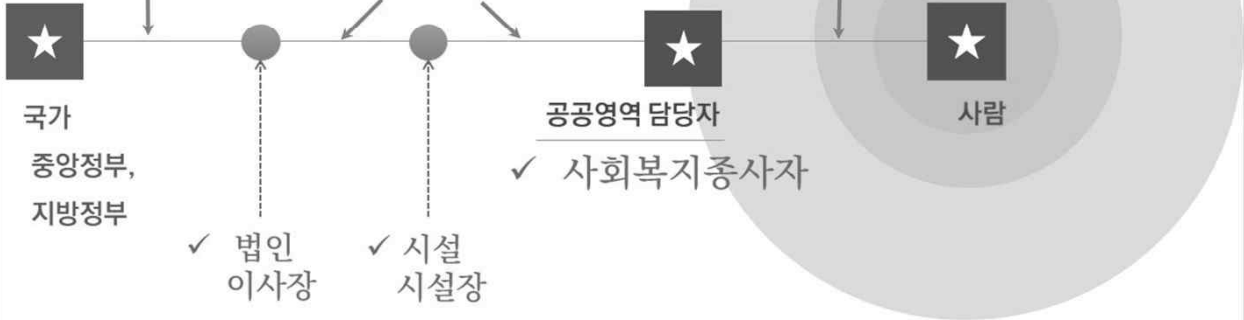 국가
중앙정부,
지방정부
✓ 법인
이사장
✓ 시설
시설장
공공영역 담당자
✓ 사회복지종사자
사람